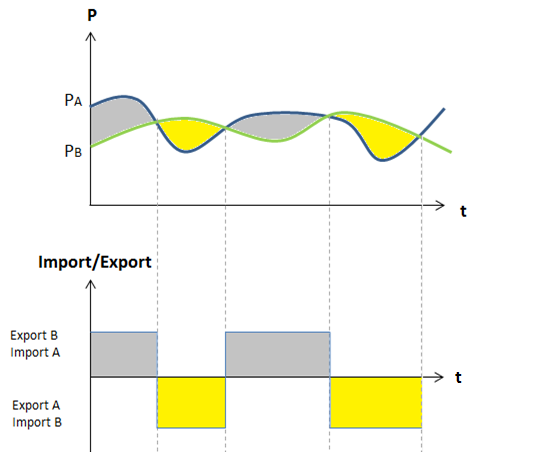 P
PA
PB
t
Import/Export
Export B
Import A
t
Export A
Import B